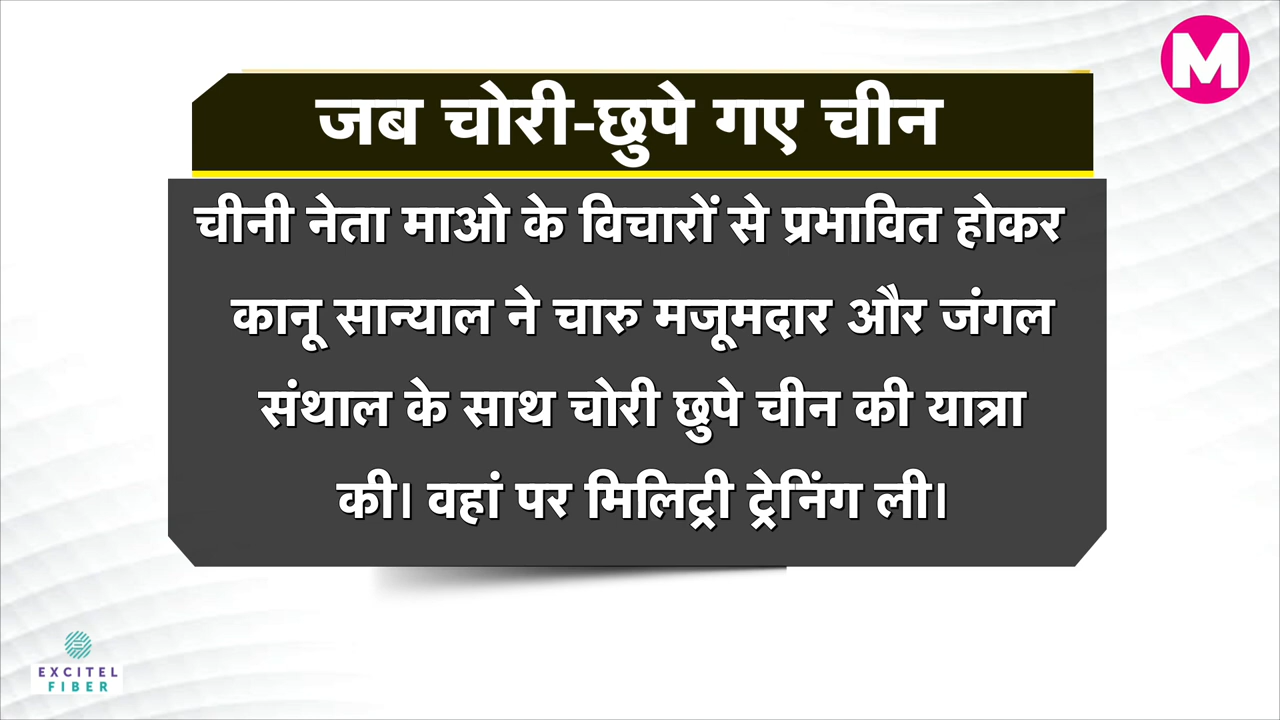 M
जब चोरी-छुपे गए चीन
चीनी नेता माओ के विचारों से प्रभावित होकर
कानू सान्याल ने चारु मजूमदार और जंगल
संथाल के साथ चोरी छुपे चीन की यात्रा
की। वहां पर मिलिट्री ट्रेनिंग ली।
EXCITEL
FIBER